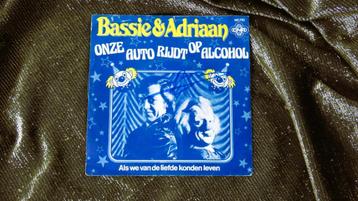 Bassie & Adriaan
ONZE AUTO RIJDT OP ALCOHOL
Als we van de liefde konden leven